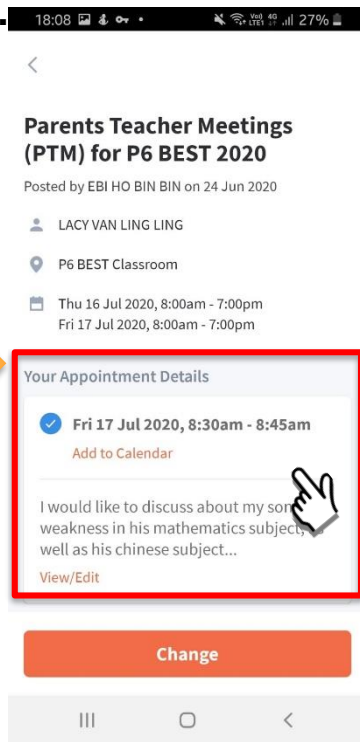 18:08 27%
Parents Teacher Meetings
(PTM) for P6 BEST 2020
Posted by EBI HO BIN BIN on 24 Jun 2020
LACY VAN LING LING
P6 BEST Classroom
Thu 16 Jul 2020, 8:00am - 7:00pm
Fri 17 Jul 2020, 8:00am - 7:00pm
Your Appointment Details
Fri 17 Jul 2020, 8:30am - 8:45am
Add to Calendar
I would like to discuss about my son
weakness in his mathematics subject,
well as his chinese subject...
View/Edit
Change